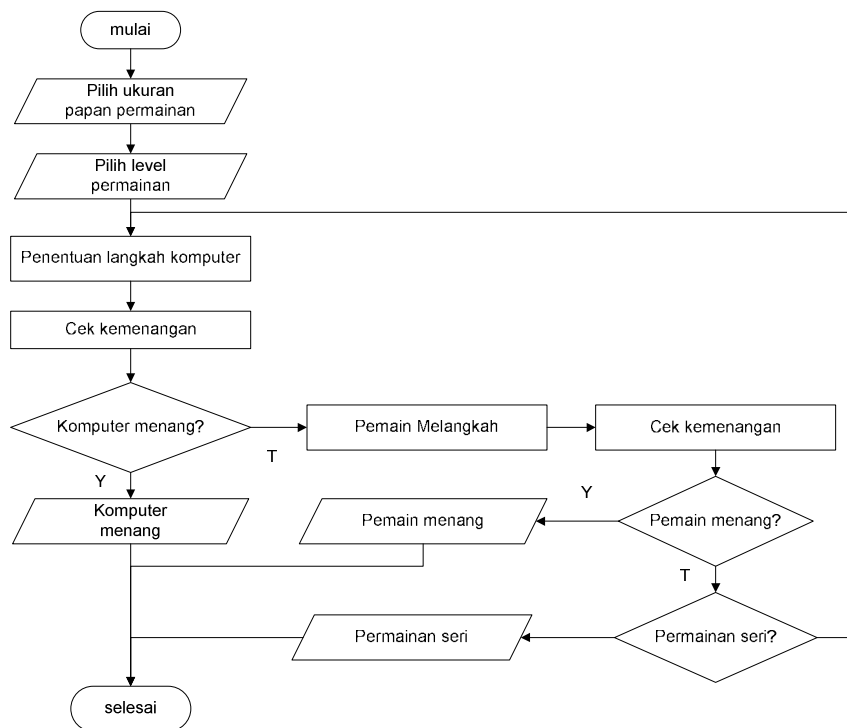 mulai
Pilih ukuran
papan permainan
Pilih level
permainan
Penentuan langkah komputer
Cek kemenangan
Komputer menang?
T
Pemain Melangkah
Cek kemenangan
Y
Komputer
menang
Pemain menang?
Y
Pemain menang
T
Permainan seri?
Permainan seri
selesai